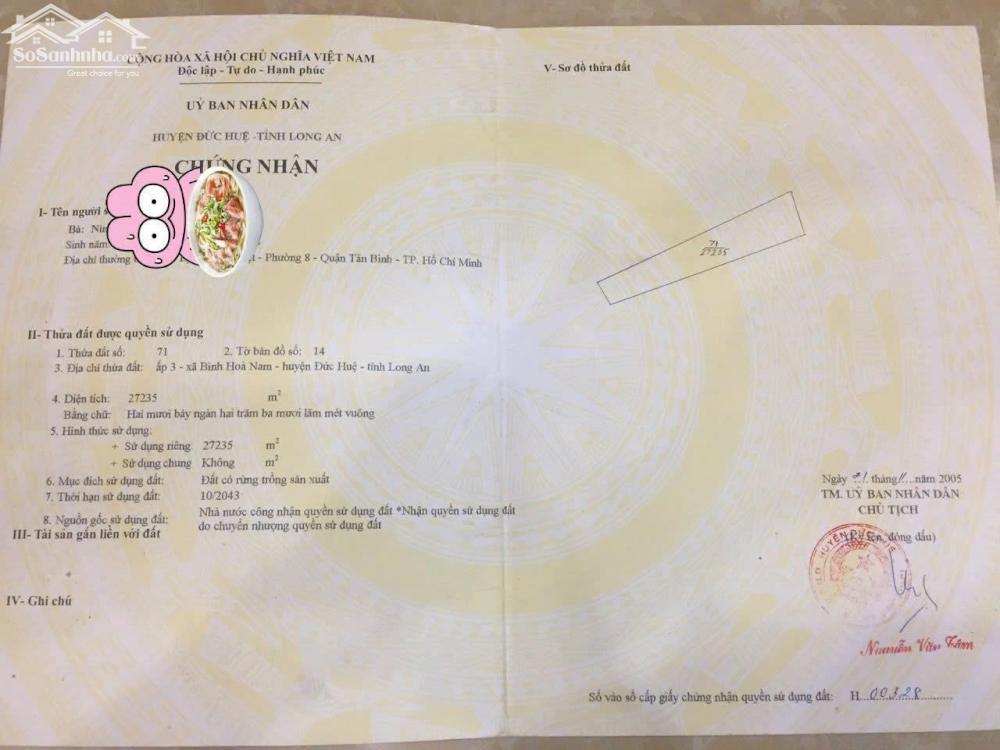 SoSanhnha.com
Great choice for you
CỘNG HÒA XÃ HỘI CHỦ NGHĨA VIỆT NAM
Độc lập - Tự do - Hạnh phúc
UỶ BAN NHÂN DÂN
HUYỆN ĐỨC HUỆ -TỈNH LONG AN
CHỨNG NHẬN
I- Tên người
Bà:
Sinh năm:
Địa chỉ thường - Phường 8 - Quận Tân Bình - TP. Hồ Chí Minh
II- Thửa đất được quyền sử dụng
1. Thửa đất số: 71 2. Tờ bản đồ số: 14
3. Địa chỉ thửa đất: ấp 3 - xã Bình Hoà Nam - huyện Đức Huệ - tỉnh Long An
4. Diện tích: 27235 m²
Bằng chữ: Hai mươi bảy ngàn hai trăm ba mươi lăm mét vuông
5. Hình thức sử dụng:
+ Sử dụng riêng 27235 m²
+ Sử dụng chung Không m²
6. Mục đích sử dụng đất: Đất có rừng trồng sản xuất
7. Thời hạn sử dụng đất: 10/2043
8. Nguồn gốc sử dụng đất: Nhà nước công nhận quyền sử dụng đất *Nhận quyền sử dụng đất
do chuyển nhượng quyền sử dụng đất
III- Tài sản gắn liền với đất
IV- Ghi chú
V- Sơ đồ thửa đất
71
27235
Ngày 21 tháng 11 năm 2005
TM. UỶ BAN NHÂN DÂN
CHỦ TỊCH
(Ký tên, đóng dấu)
Nguyễn Văn Tâm
Số vào sổ cấp giấy chứng nhận quyền sử dụng đất: H 00328